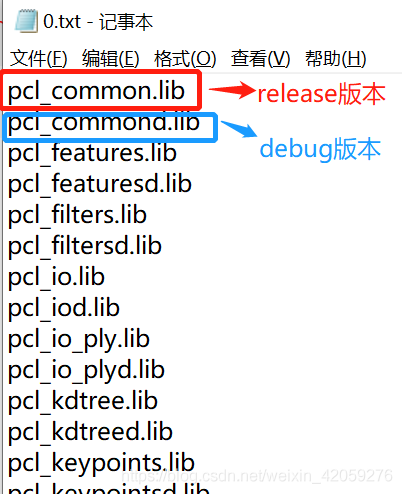 0.txt - 记事本
文件(F) 编辑(E) 格式(O) 查看(V) 帮助(H)
pcl_common.lib release版本
pcl_commond.lib debug版本
pcl_features.lib
pcl_featuresd.lib
pcl_filters.lib
pcl_filtersd.lib
pcl_io.lib
pcl_iod.lib
pcl_io_ply.lib
pcl_io_plyd.lib
pcl_kdtree.lib
pcl_kdtreed.lib
pcl_keypoints.lib
https://blog.csdn.net/weixin_42059276
pcl_keypointsd.lib